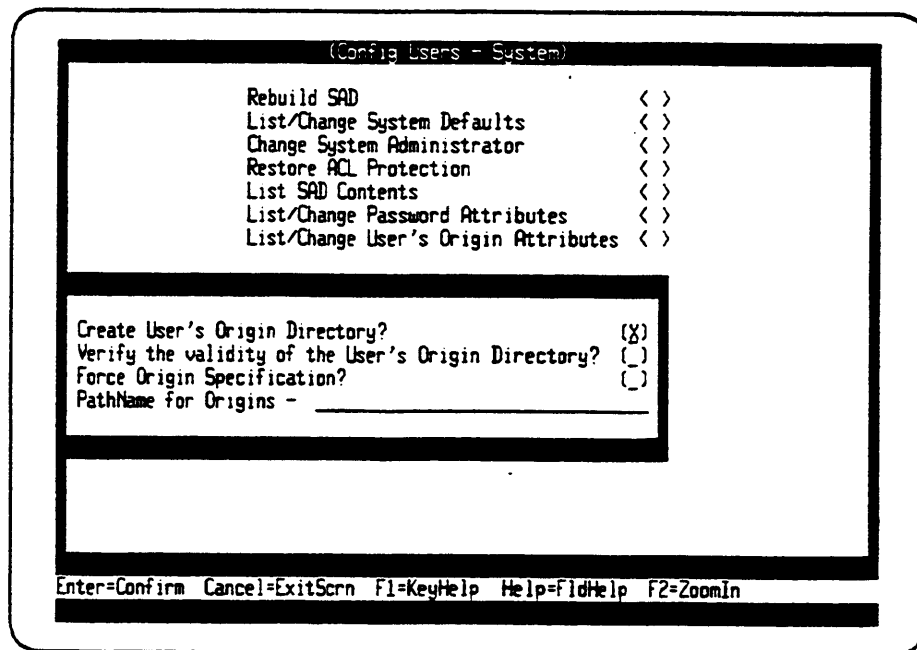 (Config Users - System)
Rebuild SAD < >
List/Change System Defaults < >
Change System Administrator < >
Restore ACL Protection < >
List SAD Contents < >
List/Change Password Attributes < >
List/Change User's Origin Attributes < >
Create User's Origin Directory? (X)
Verify the validity of the User's Origin Directory? (_)
Force Origin Specification? (_)
PathName for Origins - ____________________
Enter=Confirm Cancel=ExitScrn F1=KeyHelp Help=FldHelp F2=ZoomIn